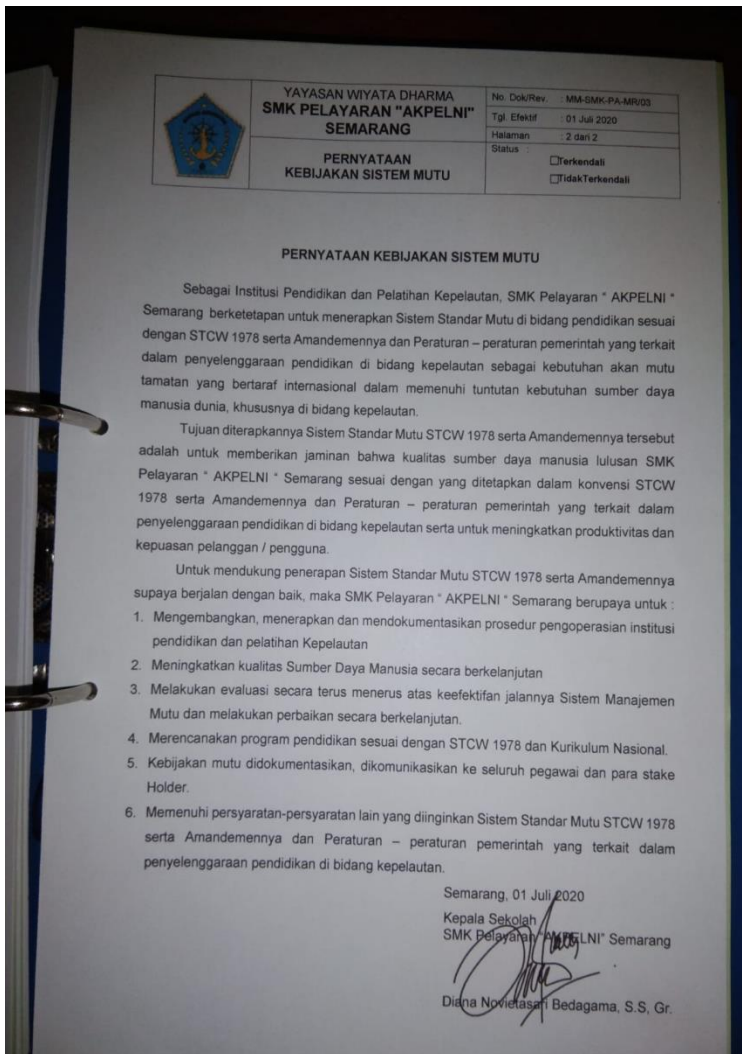 YAYASAN WIYATA DHARMA
SMK PELAYARAN "AKPELNI"
SEMARANG
PERNYATAAN
KEBIJAKAN SISTEM MUTU
No. Dok/Rev. : MM-SMK-PA-MR/03
Tgl. Efektif : 01 Juli 2020
Halaman : 2 dari 2
Status :
☐Terkendali
☐TidakTerkendali
PERNYATAAN KEBIJAKAN SISTEM MUTU
Sebagai Institusi Pendidikan dan Pelatihan Kepelautan, SMK Pelayaran " AKPELNI "
Semarang berketetapan untuk menerapkan Sistem Standar Mutu di bidang pendidikan sesuai
dengan STCW 1978 serta Amandemennya dan Peraturan – peraturan pemerintah yang terkait
dalam penyelenggaraan pendidikan di bidang kepelautan sebagai kebutuhan akan mutu
tamatan yang bertaraf internasional dalam memenuhi tuntutan kebutuhan sumber daya
manusia dunia, khususnya di bidang kepelautan.
Tujuan diterapkannya Sistem Standar Mutu STCW 1978 serta Amandemennya tersebut
adalah untuk memberikan jaminan bahwa kualitas sumber daya manusia lulusan SMK
Pelayaran " AKPELNI " Semarang sesuai dengan yang ditetapkan dalam konvensi STCW
1978 serta Amandemennya dan Peraturan – peraturan pemerintah yang terkait dalam
penyelenggaraan pendidikan di bidang kepelautan serta untuk meningkatkan produktivitas dan
kepuasan pelanggan / pengguna.
Untuk mendukung penerapan Sistem Standar Mutu STCW 1978 serta Amandemennya
supaya berjalan dengan baik, maka SMK Pelayaran " AKPELNI " Semarang berupaya untuk :
1. Mengembangkan, menerapkan dan mendokumentasikan prosedur pengoperasian institusi
pendidikan dan pelatihan Kepelautan
2. Meningkatkan kualitas Sumber Daya Manusia secara berkelanjutan
3. Melakukan evaluasi secara terus menerus atas keefektifan jalannya Sistem Manajemen
Mutu dan melakukan perbaikan secara berkelanjutan.
4. Merencanakan program pendidikan sesuai dengan STCW 1978 dan Kurikulum Nasional.
5. Kebijakan mutu didokumentasikan, dikomunikasikan ke seluruh pegawai dan para stake
Holder.
6. Memenuhi persyaratan-persyaratan lain yang diinginkan Sistem Standar Mutu STCW 1978
serta Amandemennya dan Peraturan – peraturan pemerintah yang terkait dalam
penyelenggaraan pendidikan di bidang kepelautan.
Semarang, 01 Juli 2020
Kepala Sekolah
SMK Pelayaran "AKPELNI" Semarang
Diana Novietasari Bedagama, S.S, Gr.